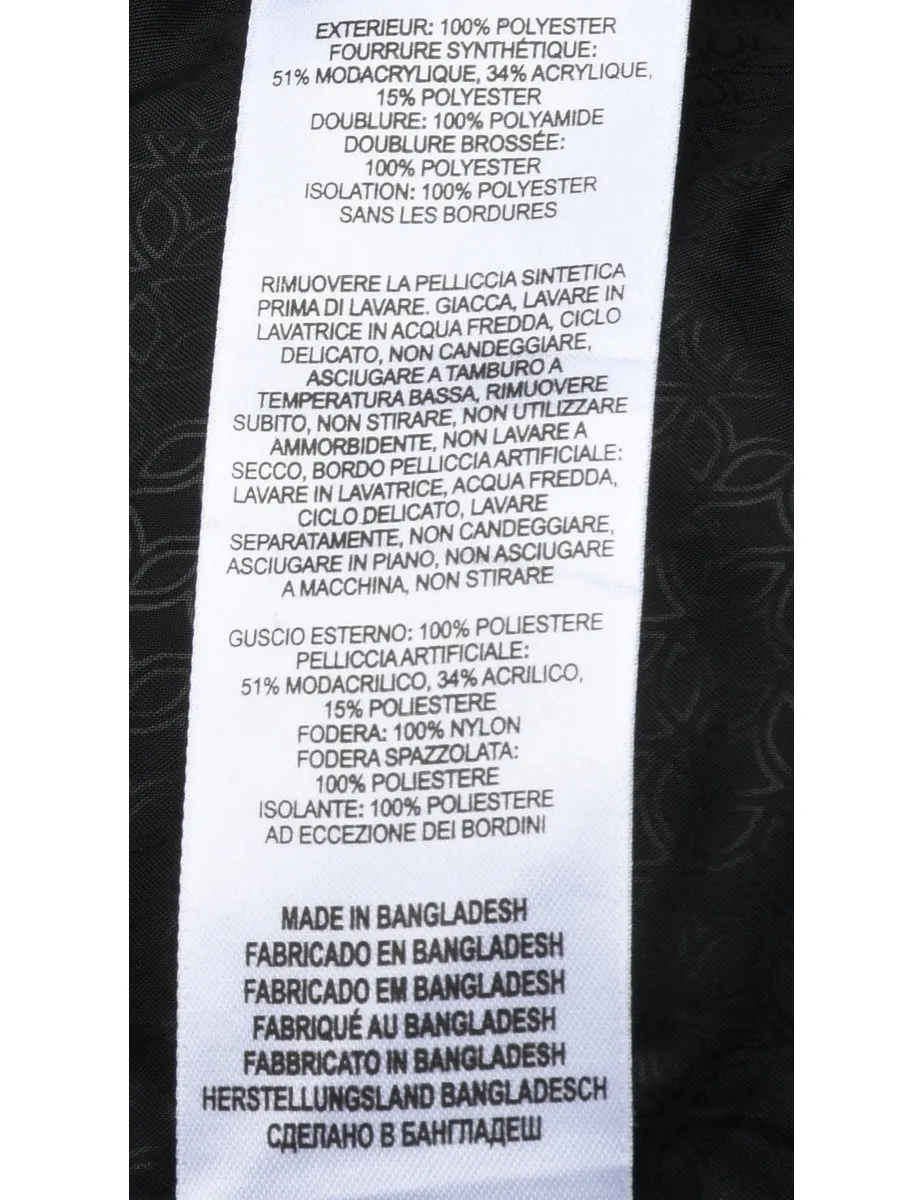 EXTERIEUR: 100% POLYESTER
FOURRURE SYNTHÉTIQUE:
51% MODACRYLIQUE, 34% ACRYLIQUE,
15% POLYESTER
DOUBLURE: 100% POLYAMIDE
DOUBLURE BROSSÉE:
100% POLYESTER
ISOLATION: 100% POLYESTER
SANS LES BORDURES
RIMUOVERE LA PELLICCIA SINTETICA
PRIMA DI LAVARE. GIACCA, LAVARE IN
LAVATRICE IN ACQUA FREDDA, CICLO
DELICATO, NON CANDEGGIARE,
ASCIUGARE A TAMBURO A
TEMPERATURA BASSA, RIMUOVERE
SUBITO, NON STIRARE, NON UTILIZZARE
AMMORBIDENTE, NON LAVARE A
SECCO, BORDO PELLICCIA ARTIFICIALE:
LAVARE IN LAVATRICE, ACQUA FREDDA,
CICLO DELICATO, LAVARE
SEPARATAMENTE, NON CANDEGGIARE,
ASCIUGARE IN PIANO, NON ASCIUGARE
A MACCHINA, NON STIRARE
GUSCIO ESTERNO: 100% POLIESTERE
PELLICCIA ARTIFICIALE:
51% MODACRILICO, 34% ACRILICO,
15% POLIESTERE
FODERA: 100% NYLON
FODERA SPAZZOLATA:
100% POLIESTERE
ISOLANTE: 100% POLIESTERE
AD ECCEZIONE DEI BORDINI
MADE IN BANGLADESH
FABRICADO EN BANGLADESH
FABRICADO EM BANGLADESH
FABRIQUÉ AU BANGLADESH
FABBRICATO IN BANGLADESH
HERSTELLUNGSLAND BANGLADESCH
СДЕЛАНО В БАНГЛАДЕШ